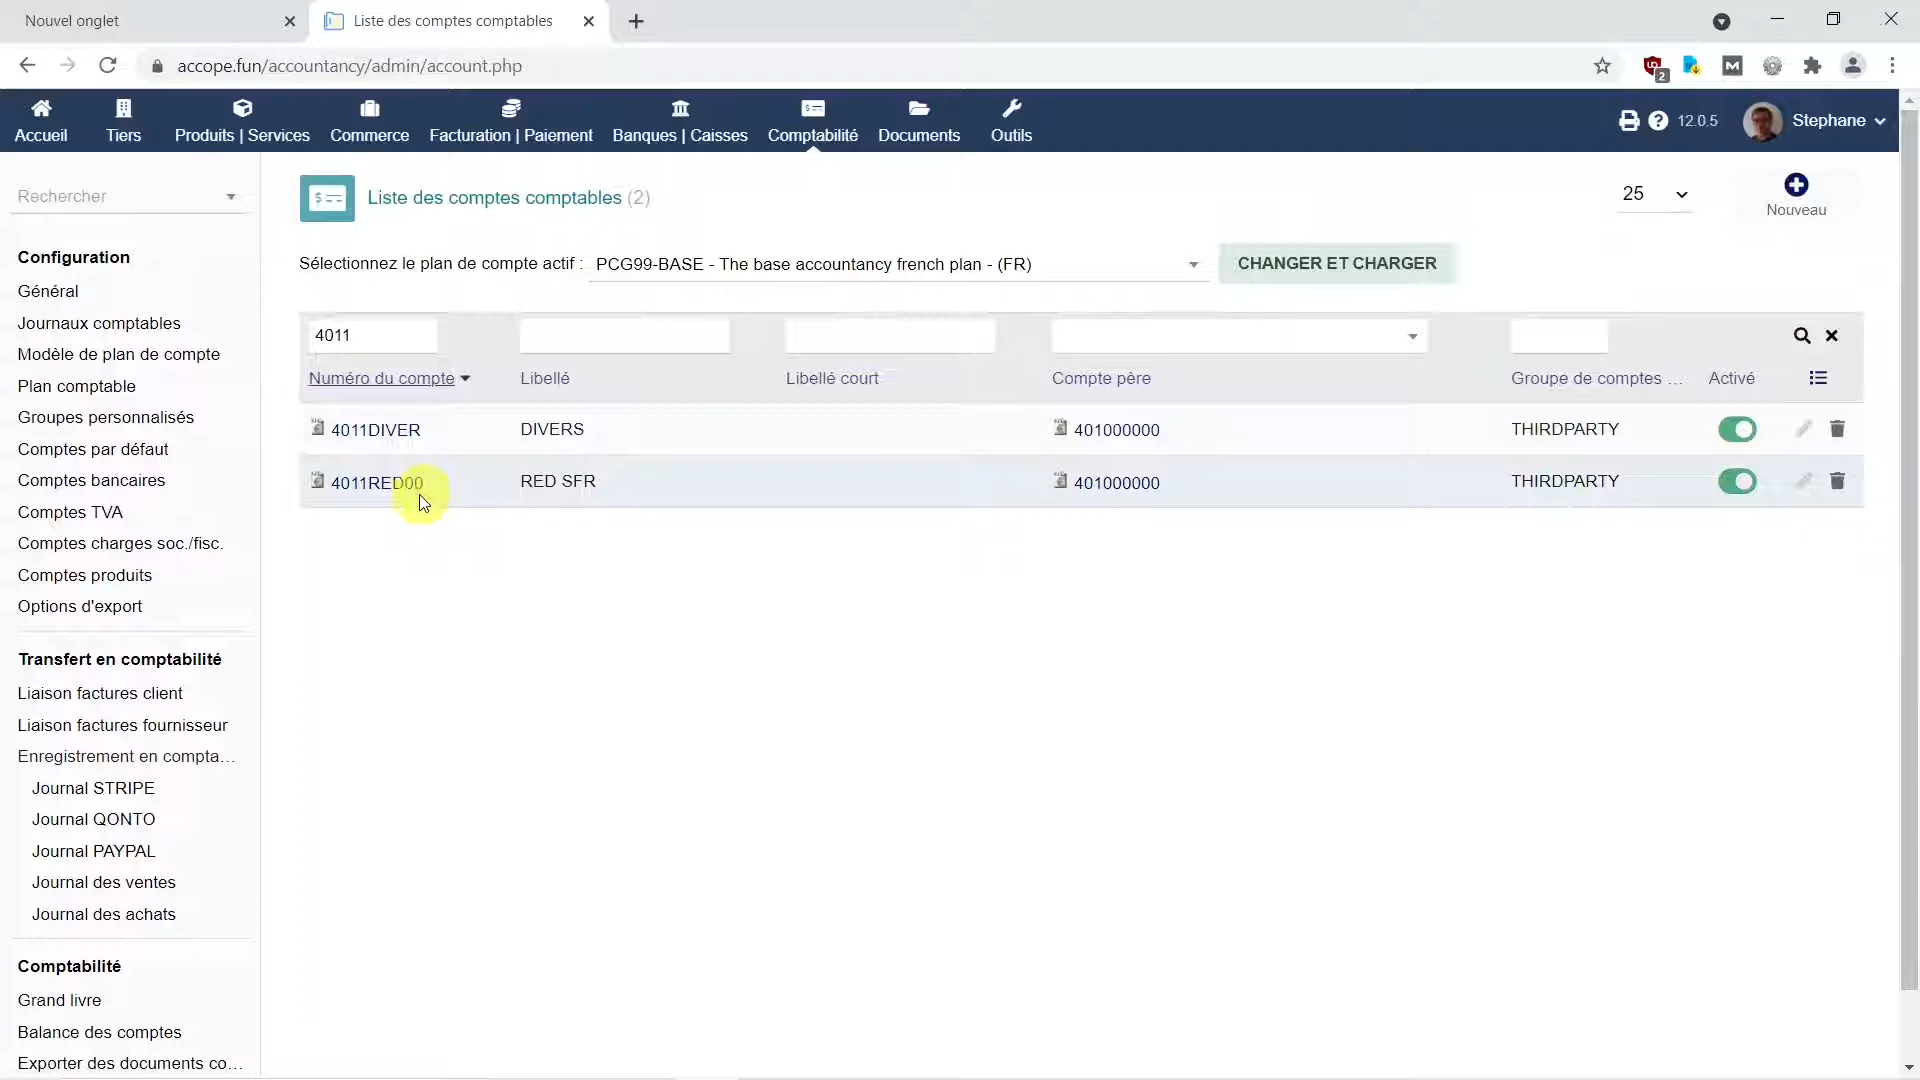 Nouvel onglet
Liste des comptes comptables
accope.fun/accountancy/admin/account.php
2
Accueil
Tiers
Produits | Services
Commerce
Facturation | Paiement
Banques | Caisses
Comptabilité
Documents
Outils
12.0.5
Stephane
Rechercher
Configuration
Général
Journaux comptables
Modèle de plan de compte
Plan comptable
Groupes personnalisés
Comptes par défaut
Comptes bancaires
Comptes TVA
Comptes charges soc./fisc.
Comptes produits
Options d'export
Transfert en comptabilité
Liaison factures client
Liaison factures fournisseur
Enregistrement en compta...
Journal STRIPE
Journal QONTO
Journal PAYPAL
Journal des ventes
Journal des achats
Comptabilité
Grand livre
Balance des comptes
Exporter des documents co...
Liste des comptes comptables (2)
25
Nouveau
Sélectionnez le plan de compte actif : PCG99-BASE - The base accountancy french plan - (FR) CHANGER ET CHARGER
4011
Numéro du compte Libellé Libellé court Compte père Groupe de comptes ... Activé
4011DIVER DIVERS 401000000 THIRDPARTY
4011RED00 RED SFR 401000000 THIRDPARTY